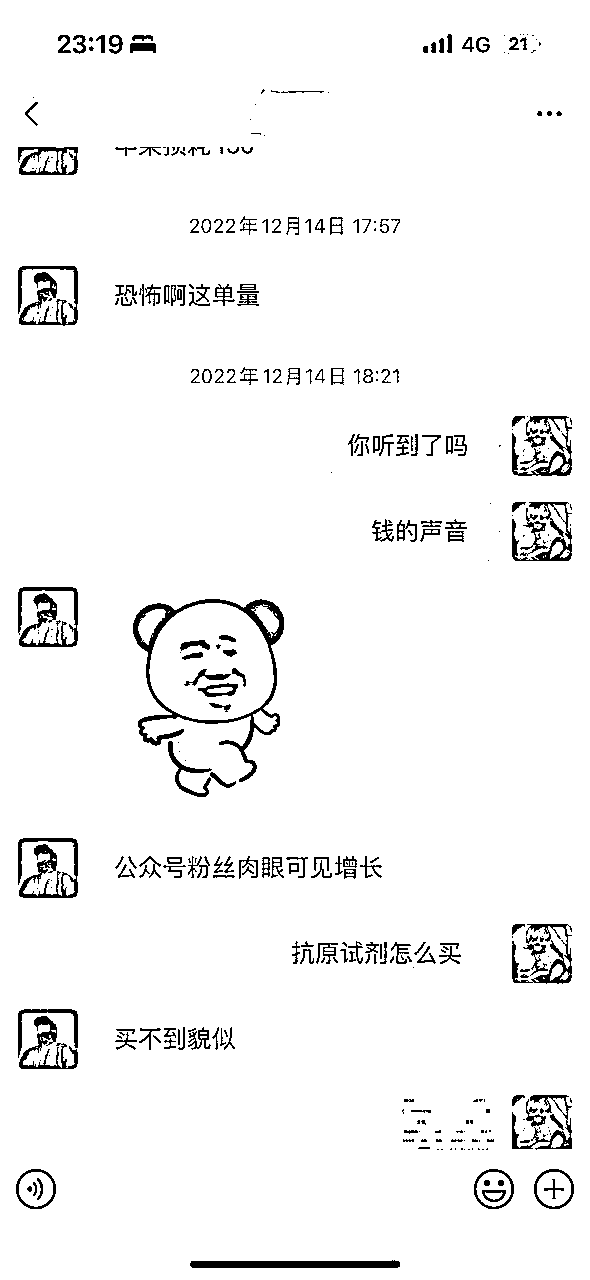 23:19
4G
21
2022年12月14日 17:57
恐怖啊这单量
2022年12月14日 18:21
你听到了吗
钱的声音
公众号粉丝肉眼可见增长
抗原试剂怎么买
买不到貌似